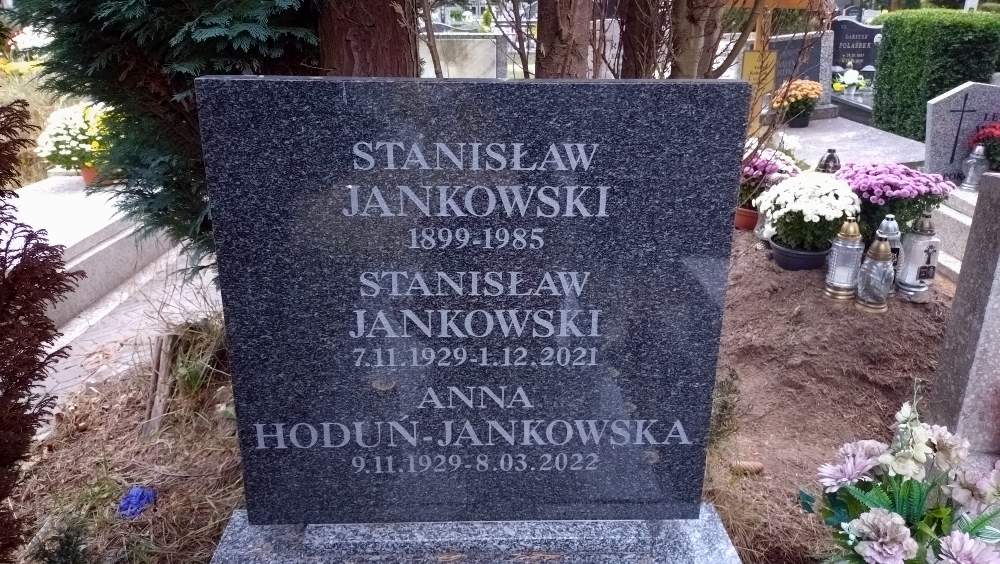 STANISŁAW
JANKOWSKI
1899-1985
STANISŁAW
JANKOWSKI
7.11.1929-1.12.2021
ANNA
HODUŃ-JANKOWSKA
9.11.1929-8.03.2022